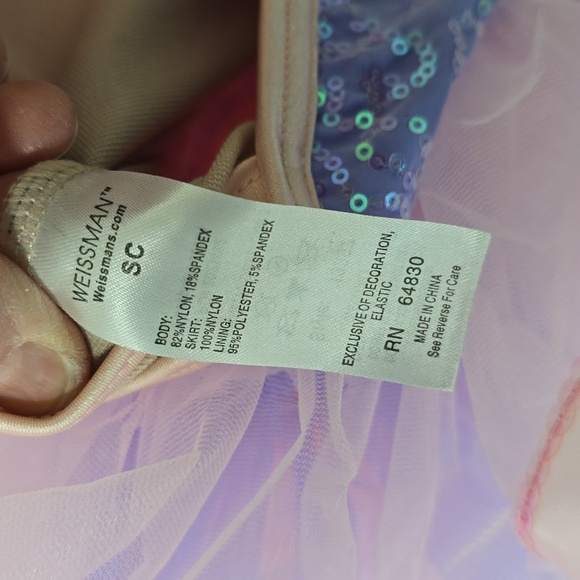 WEISSMAN™
Weissmans.com
SC
BODY:
82%NYLON, 18%SPANDEX
SKIRT:
100%NYLON
LINING:
95%POLYESTER, 5%SPANDEX
EXCLUSIVE OF DECORATION,
ELASTIC
RN 64830
MADE IN CHINA
See Reverse For Care